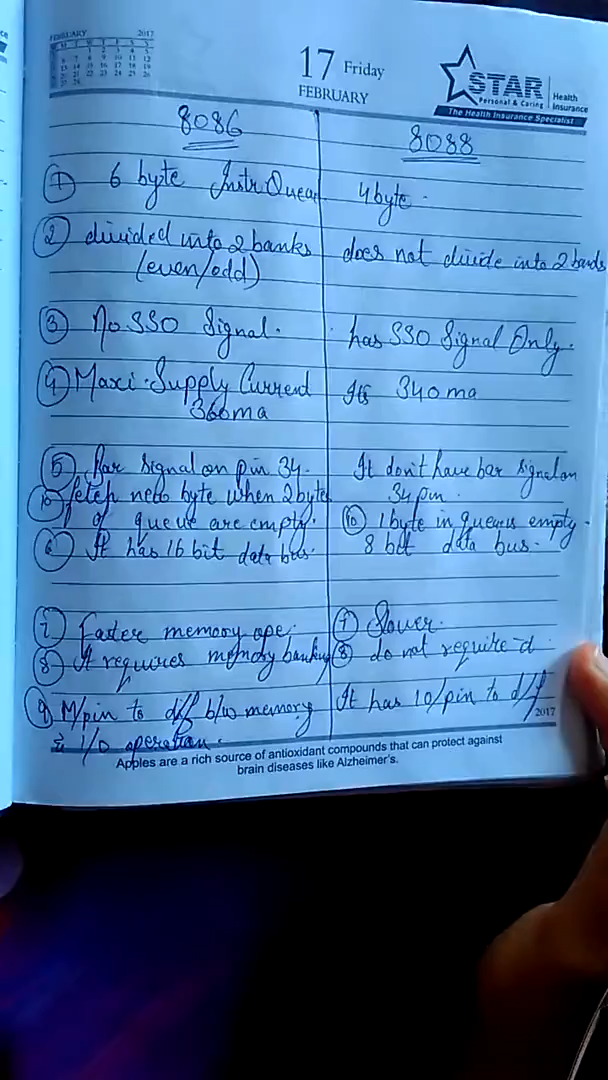 FEBRUARY 2017
17 Friday
FEBRUARY
STAR Health Insurance
Personal & Caring
The Health Insurance Specialist
8086
8088
① 6 byte Instr Queue
4 byte.
② divided into 2 banks
(even/odd)
does not divide into 2 banks
③ No SSO Signal.
has SSO Signal Only.
④ Maxi. Supply Current
360ma
Its 340ma
⑤ bar signal on pin 34.
It don't have bar signal on
34 pin.
⑩ fetch next byte when 2 byte
of queue are empty.
⑩ 1 byte in queue is empty.
⑥ It has 16 bit data bus.
8 bit data bus.
⑦ Faster memory ope.
⑦ Slower.
⑧ It requires memory banking
⑧ do not require d.
⑨ M/pin to diff b/w memory
& I/O operation.
It has IO/pin to diff
2017
Apples are a rich source of antioxidant compounds that can protect against
brain diseases like Alzheimer's.